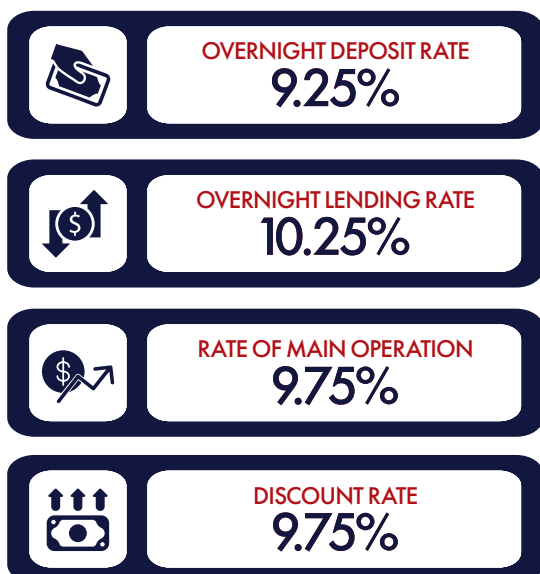 OVERNIGHT DEPOSIT RATE
9.25%
OVERNIGHT LENDING RATE
10.25%
RATE OF MAIN OPERATION
9.75%
DISCOUNT RATE
9.75%